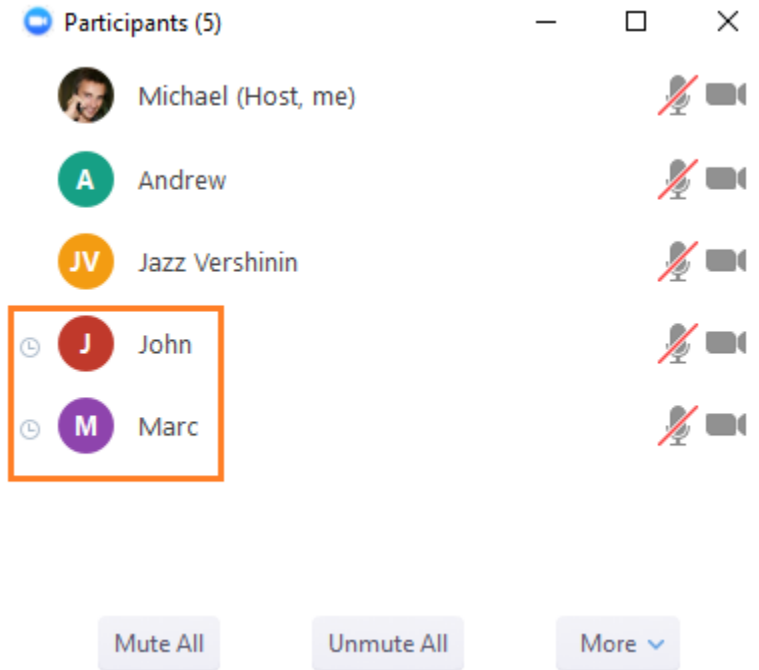 Participants (5)
Michael (Host, me)
A Andrew
JV Jazz Vershinin
J John
M Marc
Mute All Unmute All More